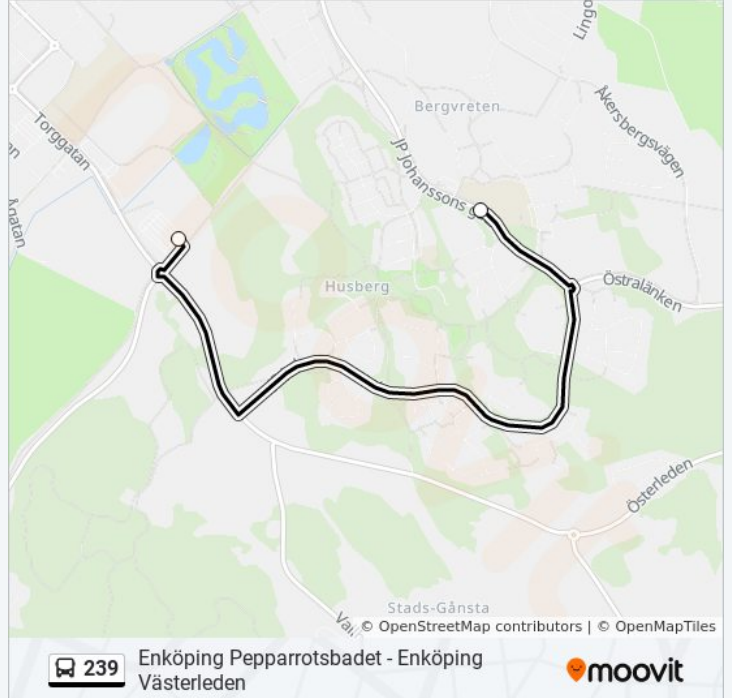 Lingo
Bergvreten
Åkersbergsvägen
Torggatan
JP Johanssons g
Ågatan
Husberg
Östralänken
Österleden
Stads-Gånsta
© OpenStreetMap contributors | © OpenMapTiles
239
Enköping Pepparrotsbadet - Enköping
Västerleden
moovit